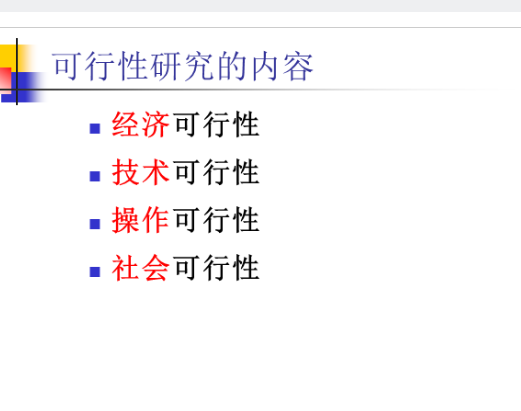 可行性研究的内容
经济可行性
技术可行性
操作可行性
社会可行性